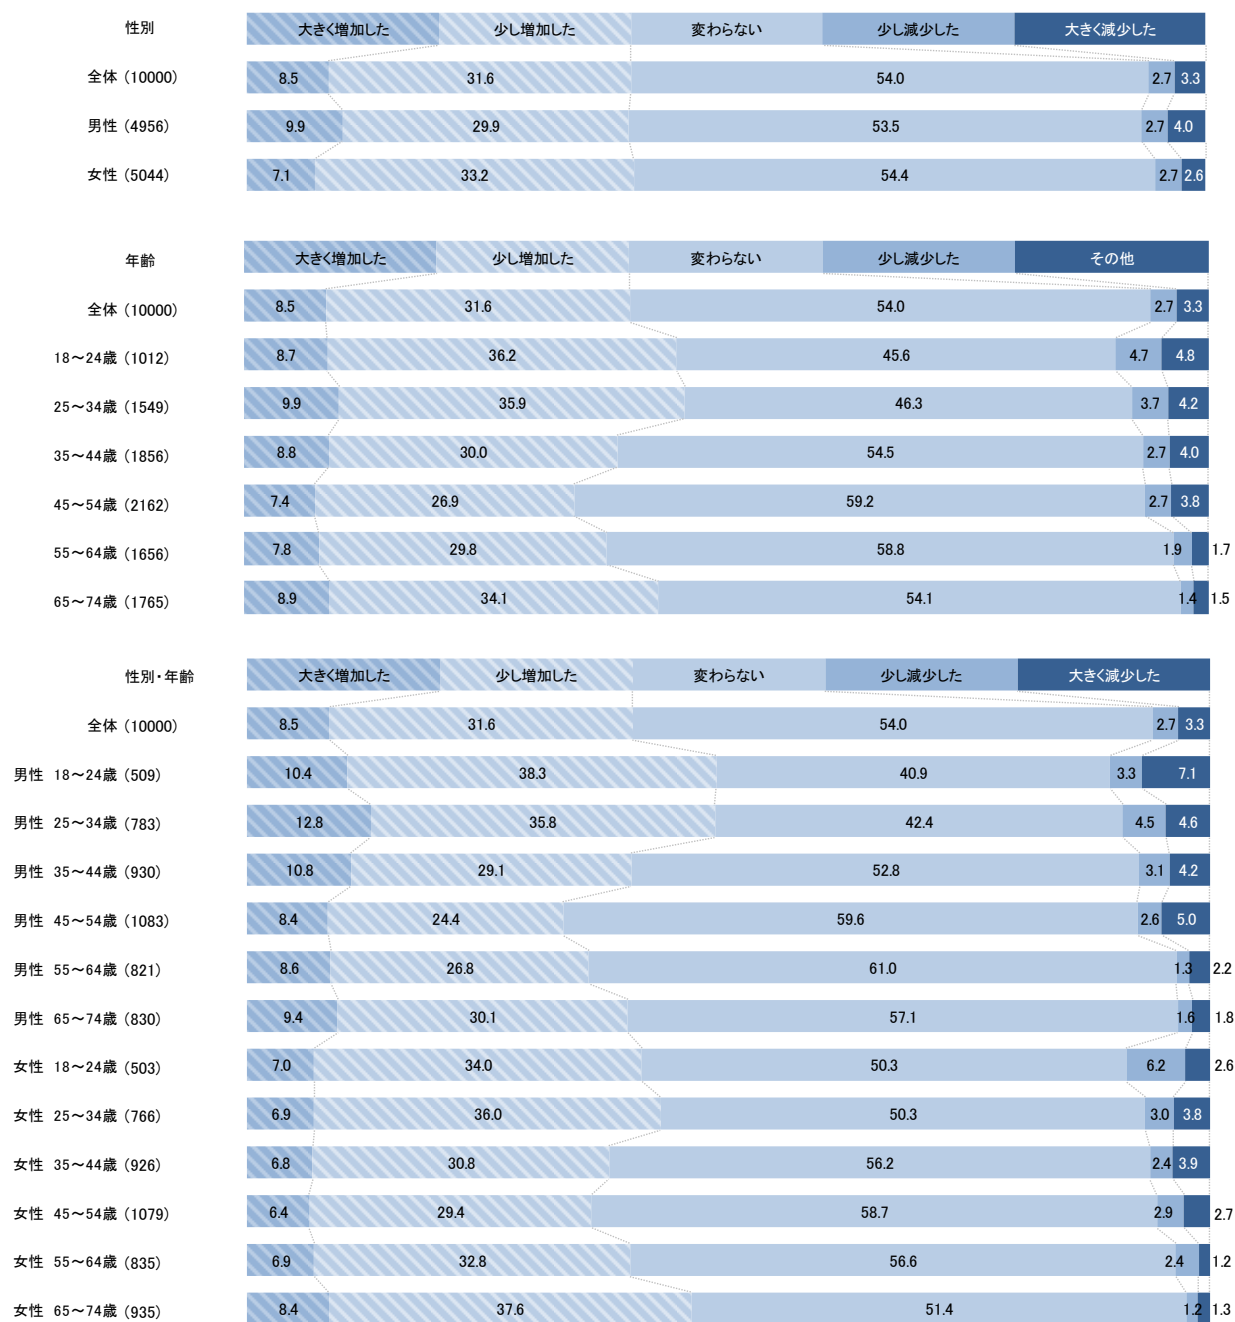 性別 大きく増加した 少し増加した 変わらない 少し減少した 大きく減少した
全体 (10000) 8.5 31.6 54.0 2.7 3.3
男性 (4956) 9.9 29.9 53.5 2.7 4.0
女性 (5044) 7.1 33.2 54.4 2.7 2.6
年齢 大きく増加した 少し増加した 変わらない 少し減少した その他
全体 (10000) 8.5 31.6 54.0 2.7 3.3
18～24歳 (1012) 8.7 36.2 45.6 4.7 4.8
25～34歳 (1549) 9.9 35.9 46.3 3.7 4.2
35～44歳 (1856) 8.8 30.0 54.5 2.7 4.0
45～54歳 (2162) 7.4 26.9 59.2 2.7 3.8
55～64歳 (1656) 7.8 29.8 58.8 1.9 1.7
65～74歳 (1765) 8.9 34.1 54.1 1.4 1.5
性別・年齢 大きく増加した 少し増加した 変わらない 少し減少した 大きく減少した
全体 (10000) 8.5 31.6 54.0 2.7 3.3
男性 18～24歳 (509) 10.4 38.3 40.9 3.3 7.1
男性 25～34歳 (783) 12.8 35.8 42.4 4.5 4.6
男性 35～44歳 (930) 10.8 29.1 52.8 3.1 4.2
男性 45～54歳 (1083) 8.4 24.4 59.6 2.6 5.0
男性 55～64歳 (821) 8.6 26.8 61.0 1.3 2.2
男性 65～74歳 (830) 9.4 30.1 57.1 1.6 1.8
女性 18～24歳 (503) 7.0 34.0 50.3 6.2 2.6
女性 25～34歳 (766) 6.9 36.0 50.3 3.0 3.8
女性 35～44歳 (926) 6.8 30.8 56.2 2.4 3.9
女性 45～54歳 (1079) 6.4 29.4 58.7 2.9 2.7
女性 55～64歳 (835) 6.9 32.8 56.6 2.4 1.2
女性 65～74歳 (935) 8.4 37.6 51.4 1.2 1.3